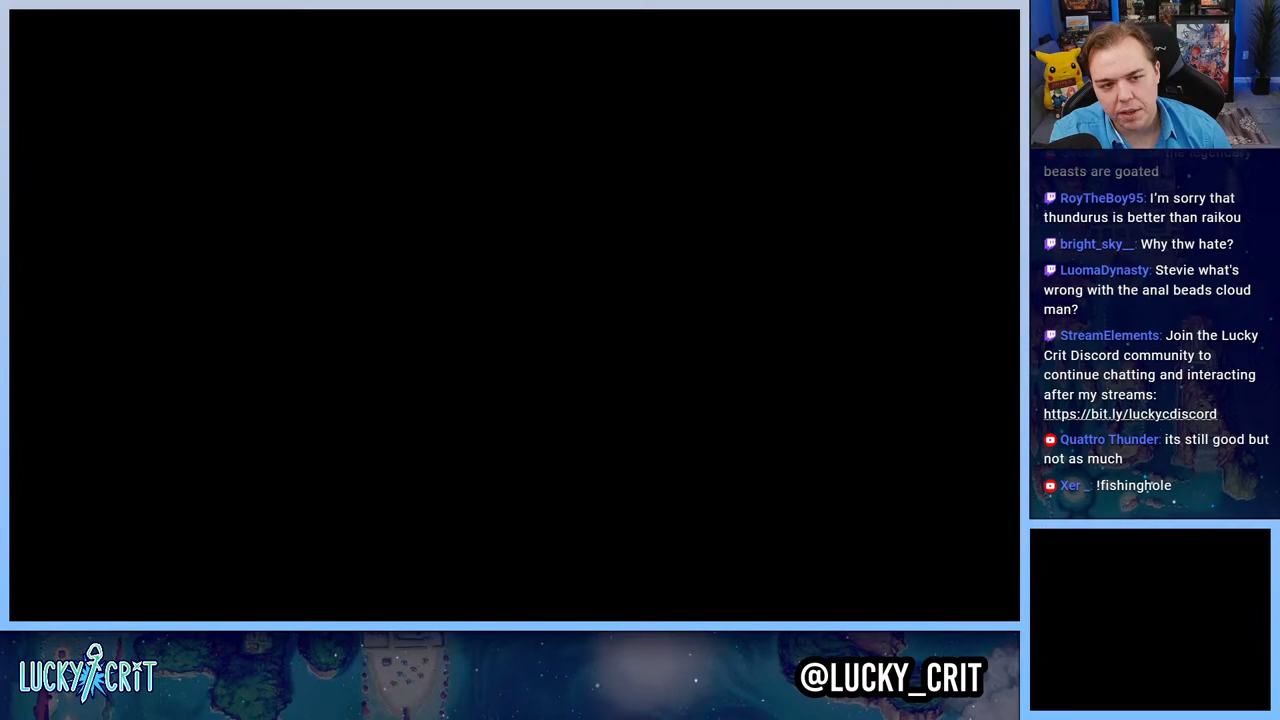 the legendary
beasts are goated
RoyTheBoy95: I'm sorry that
thundurus is better than raikou
bright_sky__: Why thw hate?
LuomaDynasty: Stevie what's
wrong with the anal beads cloud
man?
StreamElements: Join the Lucky
Crit Discord community to
continue chatting and interacting
after my streams:
https://bit.ly/luckycdiscord
Quattro Thunder: its still good but
not as much
Xer _: !fishinghole
LUCKY CRIT
@LUCKY_CRIT